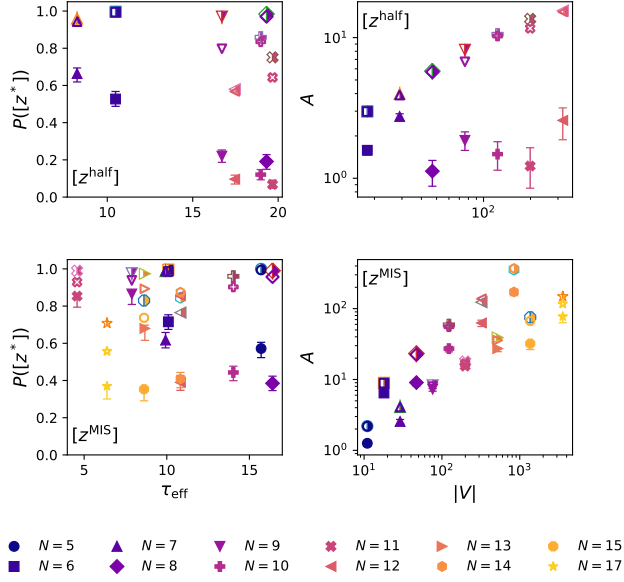 1.0
0.8
0.6
0.4
0.2
0.0
P([z*])
[z^half]
10
15
20
[z^half]
10^1
10^0
A
10^2
1.0
0.8
0.6
0.4
0.2
0.0
P([z*])
[z^MIS]
5
10
15
τ_eff
[z^MIS]
10^2
10^1
10^0
A
10^1
10^2
10^3
|V|
N = 5
N = 7
N = 9
N = 11
N = 13
N = 15
N = 6
N = 8
N = 10
N = 12
N = 14
N = 17